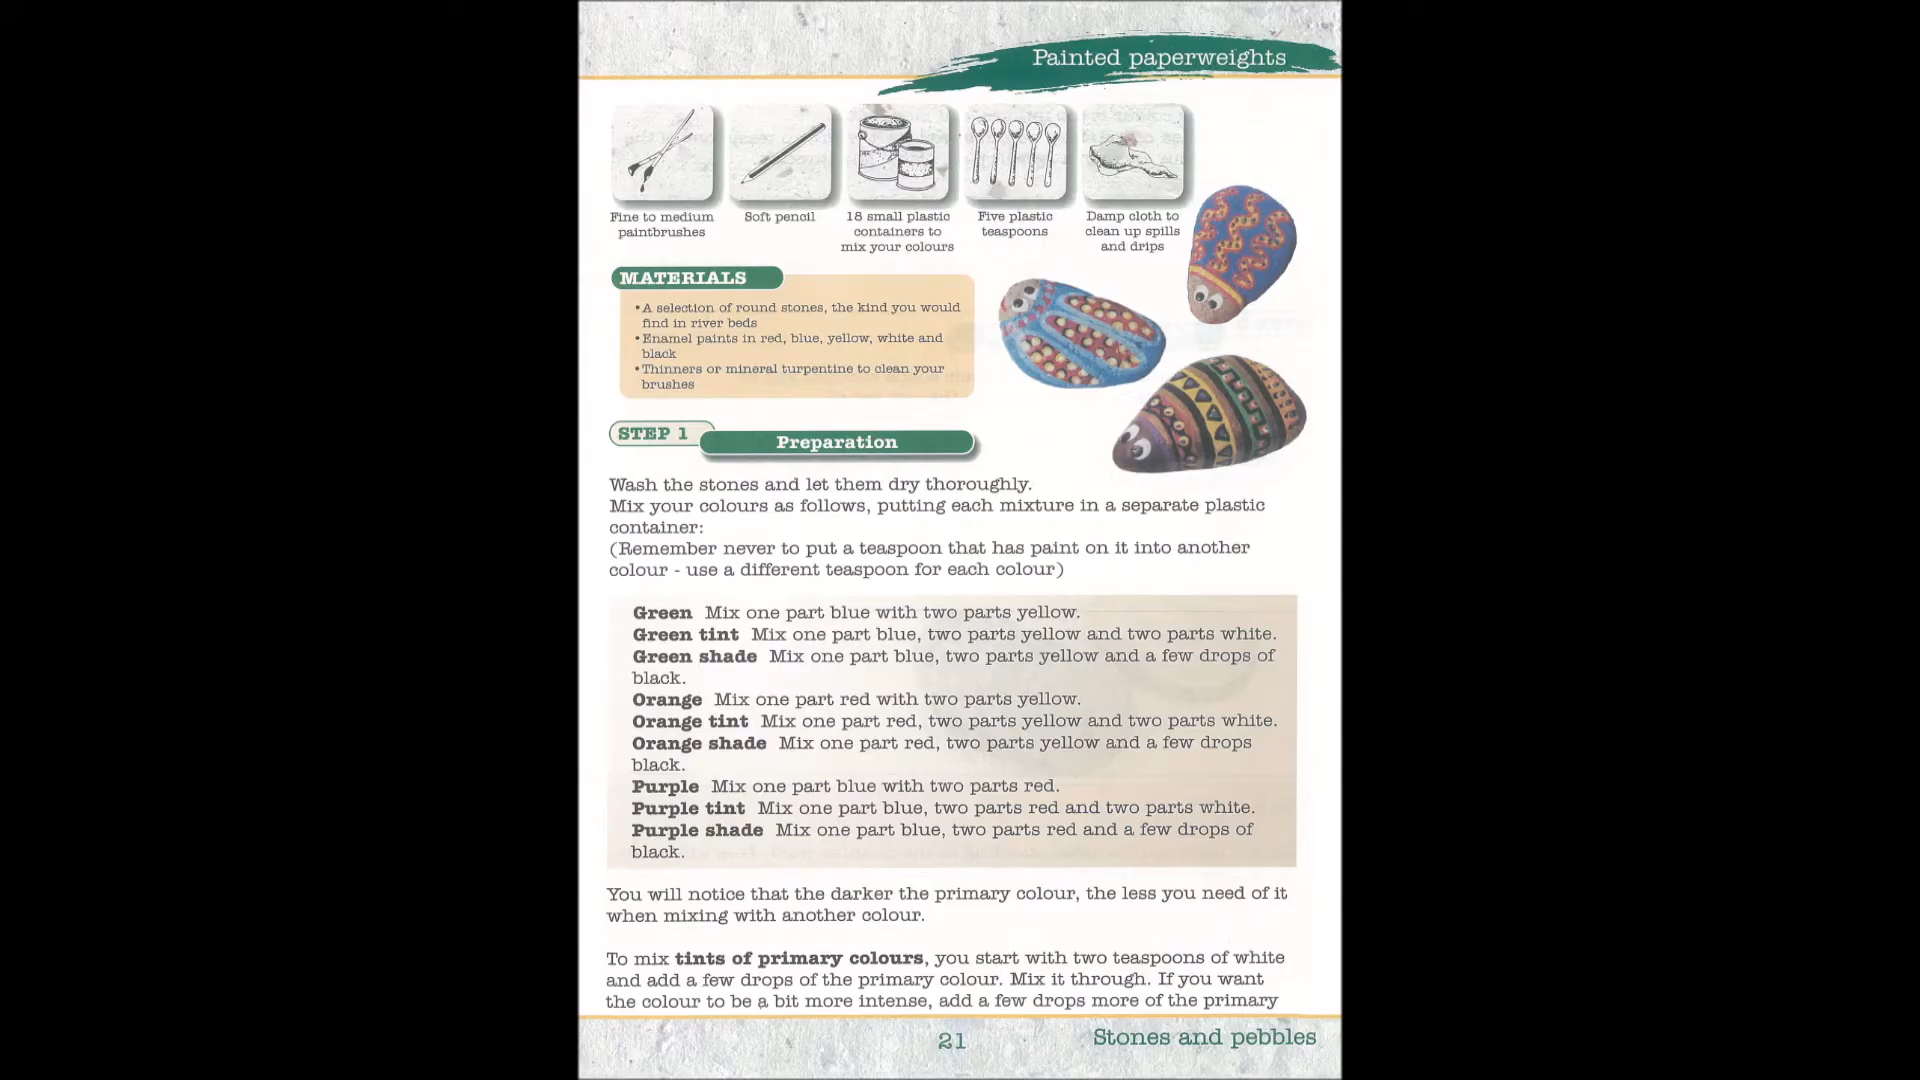 Painted paperweights
Fine to medium
paintbrushes
Soft pencil
18 small plastic
containers to
mix your colours
Five plastic
teaspoons
Damp cloth to
clean up spills
and drips
MATERIALS
•A selection of round stones, the kind you would
find in river beds
•Enamel paints in red, blue, yellow, white and
black
•Thinners or mineral turpentine to clean your
brushes
STEP 1
Preparation
Wash the stones and let them dry thoroughly.
Mix your colours as follows, putting each mixture in a separate plastic
container:
(Remember never to put a teaspoon that has paint on it into another
colour - use a different teaspoon for each colour)
Green Mix one part blue with two parts yellow.
Green tint Mix one part blue, two parts yellow and two parts white.
Green shade Mix one part blue, two parts yellow and a few drops of
black.
Orange Mix one part red with two parts yellow.
Orange tint Mix one part red, two parts yellow and two parts white.
Orange shade Mix one part red, two parts yellow and a few drops
black.
Purple Mix one part blue with two parts red.
Purple tint Mix one part blue, two parts red and two parts white.
Purple shade Mix one part blue, two parts red and a few drops of
black.
You will notice that the darker the primary colour, the less you need of it
when mixing with another colour.
To mix tints of primary colours, you start with two teaspoons of white
and add a few drops of the primary colour. Mix it through. If you want
the colour to be a bit more intense, add a few drops more of the primary
21
Stones and pebbles